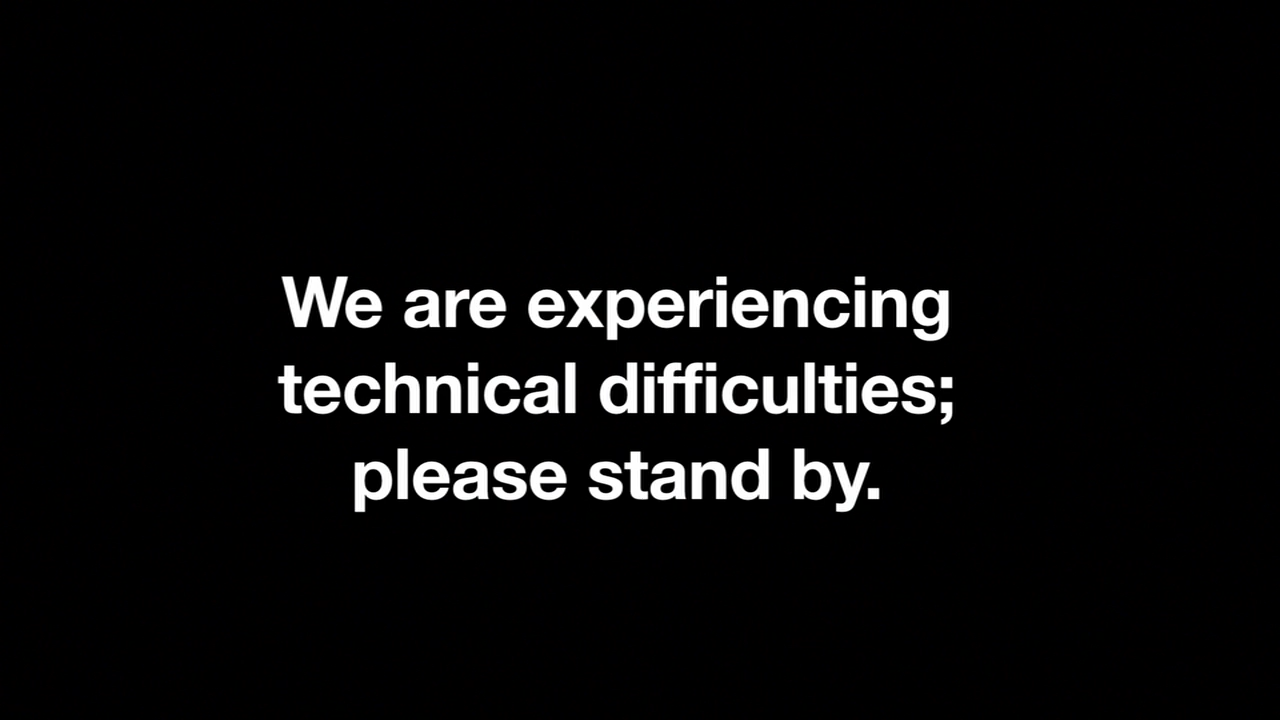 We are experiencing
technical difficulties;
please stand by.